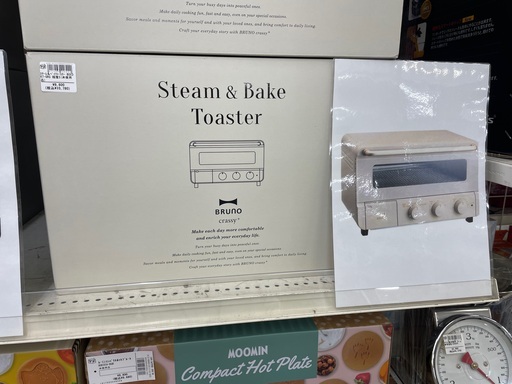 Turn your busy days into peaceful ones.
Make daily cooking fun, fast and easy, even on your special occasions.
Savor meals and moments for yourself and with your loved ones, and bring comfort to daily living.
Craft your everyday store with BRUNO crassy+
Steam & Bake
Toaster
BRUNO
crassy+
Make each day more comfortable
and enrich your everyday life.
Turn your busy days into peaceful ones.
Make daily cooking fun, fast and easy, even on your special occasions.
Savor meals and moments for yourself and with your loved ones, and bring comfort to daily living.
Craft your everyday store with BRUNO crassy+
MOOMIN
Compact Hot Plate